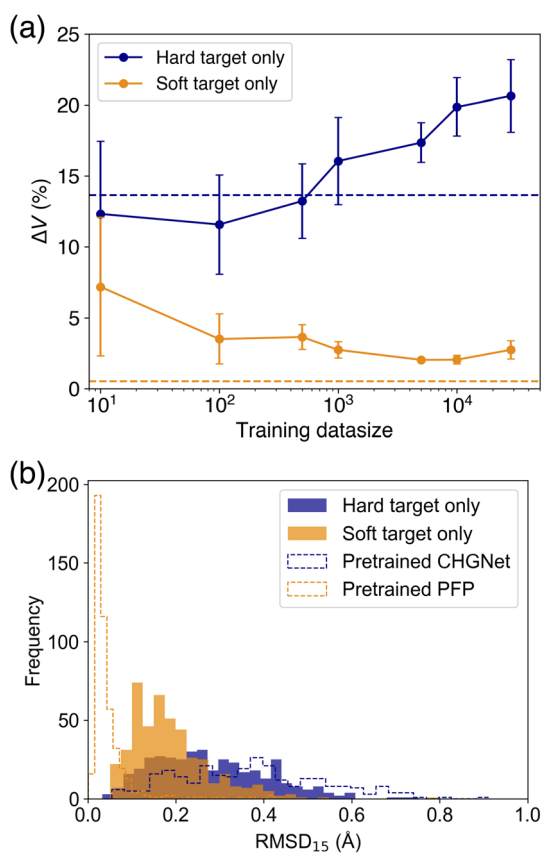 (a)
25
20
15
10
5
0
ΔV (%)
Hard target only
Soft target only
10¹ 10² 10³ 10⁴
Training datasize
(b)
200
150
100
50
0
Frequency
Hard target only
Soft target only
Pretrained CHGNet
Pretrained PFP
0.0 0.2 0.4 0.6 0.8 1.0
RMSD₁₅ (Å)